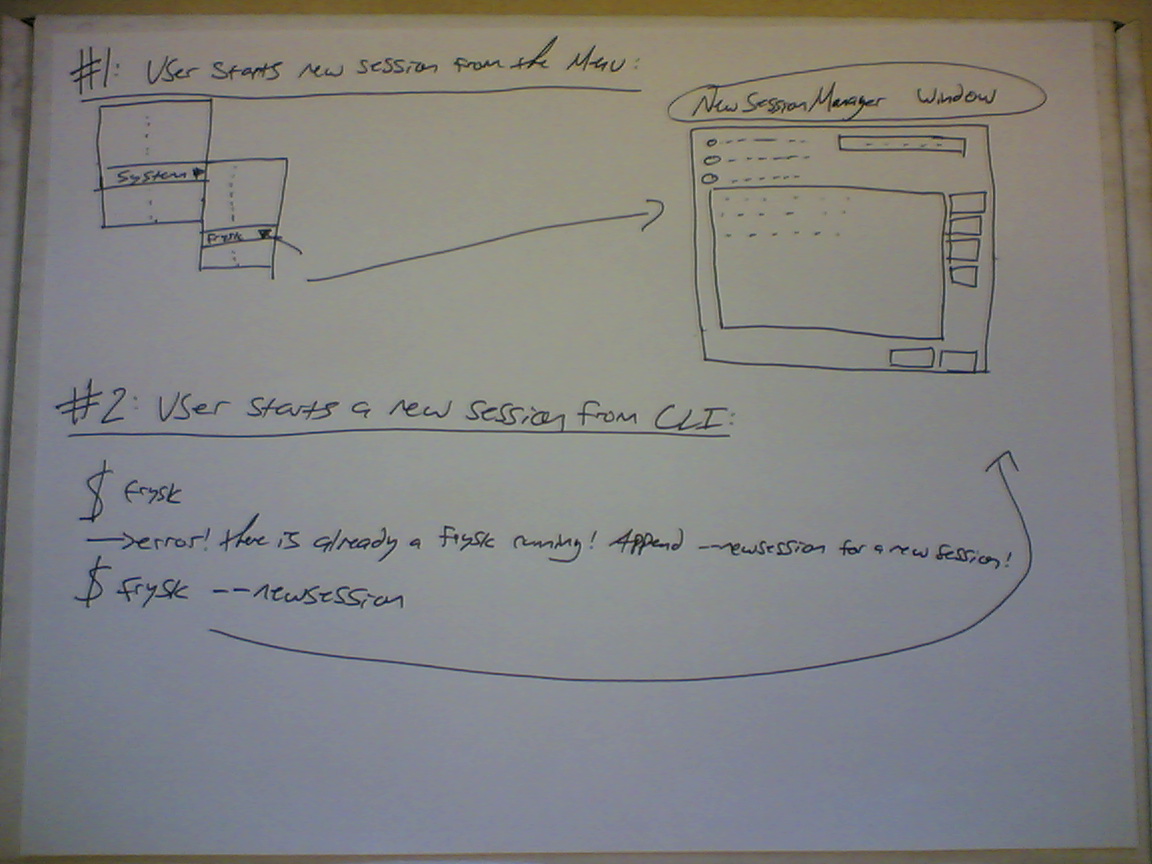 #1: User starts new session from the Menu:
New Session Manager Window
System
Frysk
#2: User starts a new session from CLI:
$ frysk
→error! there is already a frysk running! Append --newsession for a new session!
$ frysk --newsession